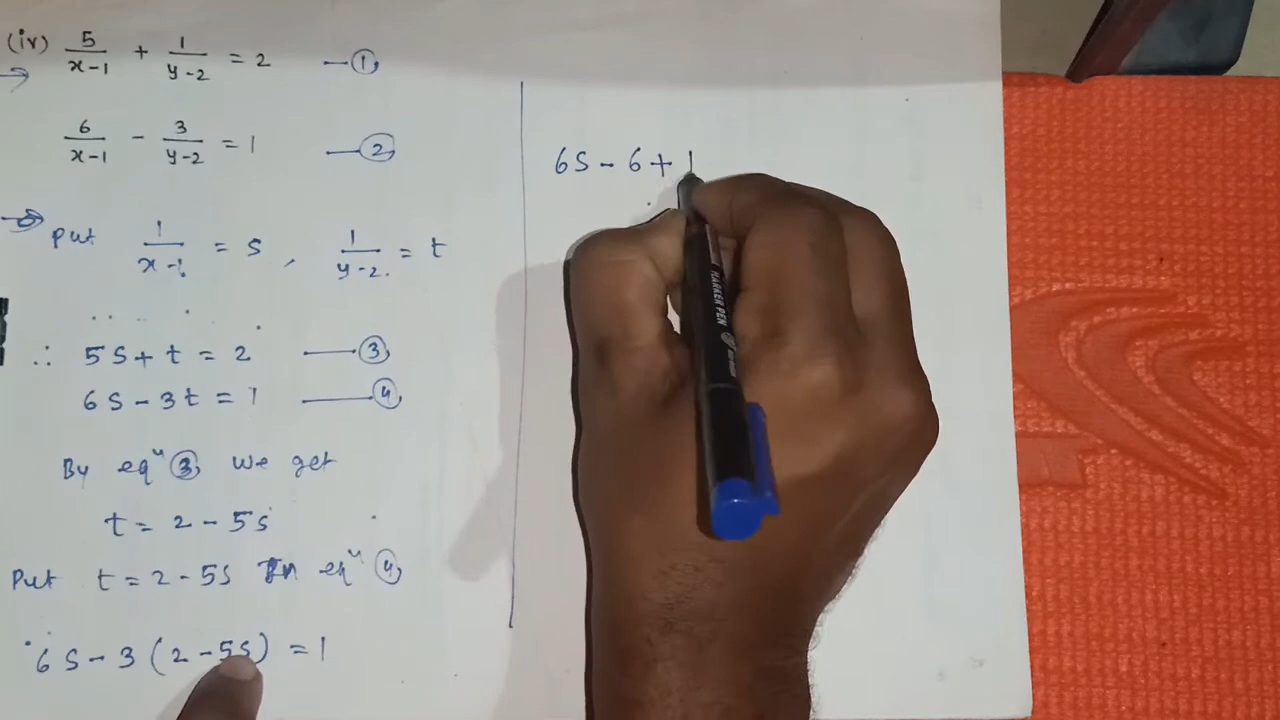 (iv) 5/(x-1) + 1/(y-2) = 2 —①
6/(x-1) - 3/(y-2) = 1 —②
Put 1/(x-1) = s, 1/(y-2) = t
∴ 5s + t = 2 —③
6s - 3t = 1 —④
By eqⁿ ③ we get
t = 2 - 5s
Put t = 2 - 5s In eqⁿ ④
6s - 3(2 - 5s) = 1
6s - 6 + 1
MARKER PEN